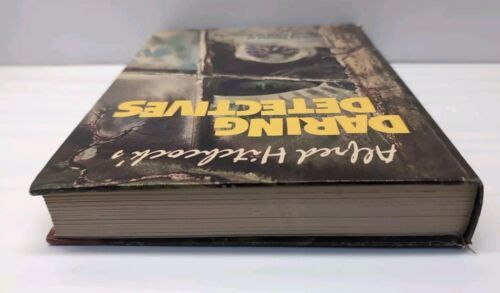 Alfred Hitchcock's
DARING
DETECTIVES